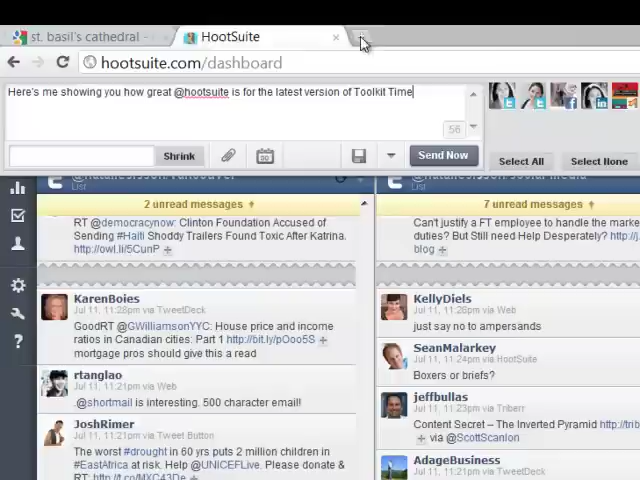 st. basil's cathedral -
HootSuite
hootsuite.com/dashboard
Here's me showing you how great @hootsuite is for the latest version of Toolkit Time
56
Shrink
Send Now
Select All
Select None
List
2 unread messages
7 unread messages
RT @democracynow: Clinton Foundation Accused of
Sending #Haiti Shoddy Trailers Found Toxic After Katrina.
http://owl.li/5CunP
Can't justify a FT employee to handle the marke
duties? But Still need Help Desperately? http://j.
blog
KarenBoies
Jul 11, 11:28pm via TweetDeck
GoodRT @GWilliamsonYYC: House price and income
ratios in Canadian cities: Part 1 http://bit.ly/pOoo5S
mortgage pros should give this a read
rtanglao
Jul 11, 11:21pm via Web
.@shortmail is interesting. 500 character email!
JoshRimer
Jul 11, 11:21pm via Tweet Button
The worst #drought in 60 yrs puts 2 million children in
#EastAfrica at risk. Help @UNICEFLive. Please donate &
RT:
KellyDiels
Jul 11, 11:26pm via Web
just say no to ampersands
SeanMalarkey
Jul 11, 11:24pm via HootSuite
Boxers or briefs?
jeffbullas
Jul 11, 11:23pm via Triberr
Content Secret – The Inverted Pyramid http://trib
via @ScottScanlon
AdageBusiness
Jul 11, 11:21pm via TweetDeck